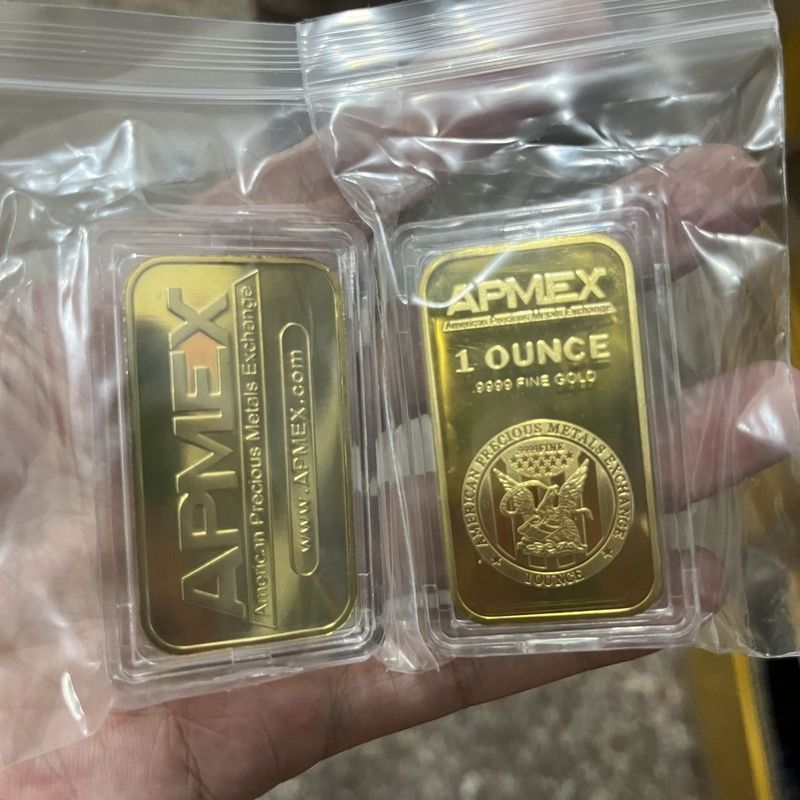 APMEX
American Precious Metals Exchange
www.APMEX.com
APMEX
American Precious Metals Exchange
1 OUNCE
.9999 FINE GOLD
AMERICAN PRECIOUS METALS EXCHANGE
9999FINE
1OUNCE